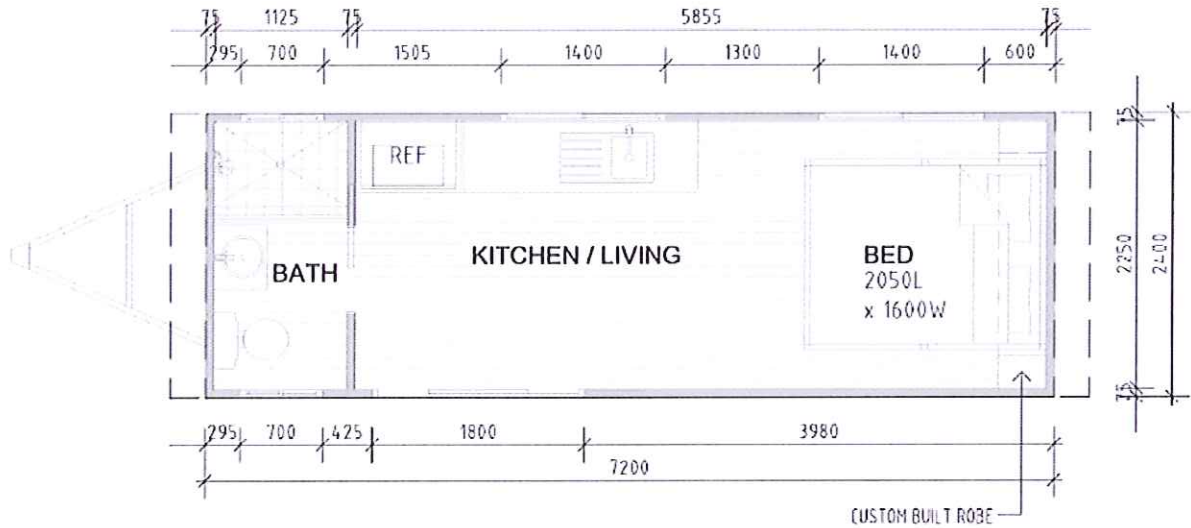 75 1125 75 5855 75
295 700 1505 1400 1300 1400 600
REF
BATH
KITCHEN / LIVING
BED
2050L
x 1600W
75
2250
75
2400
295 700 425 1800 3980
7200
CUSTOM BUILT ROBE